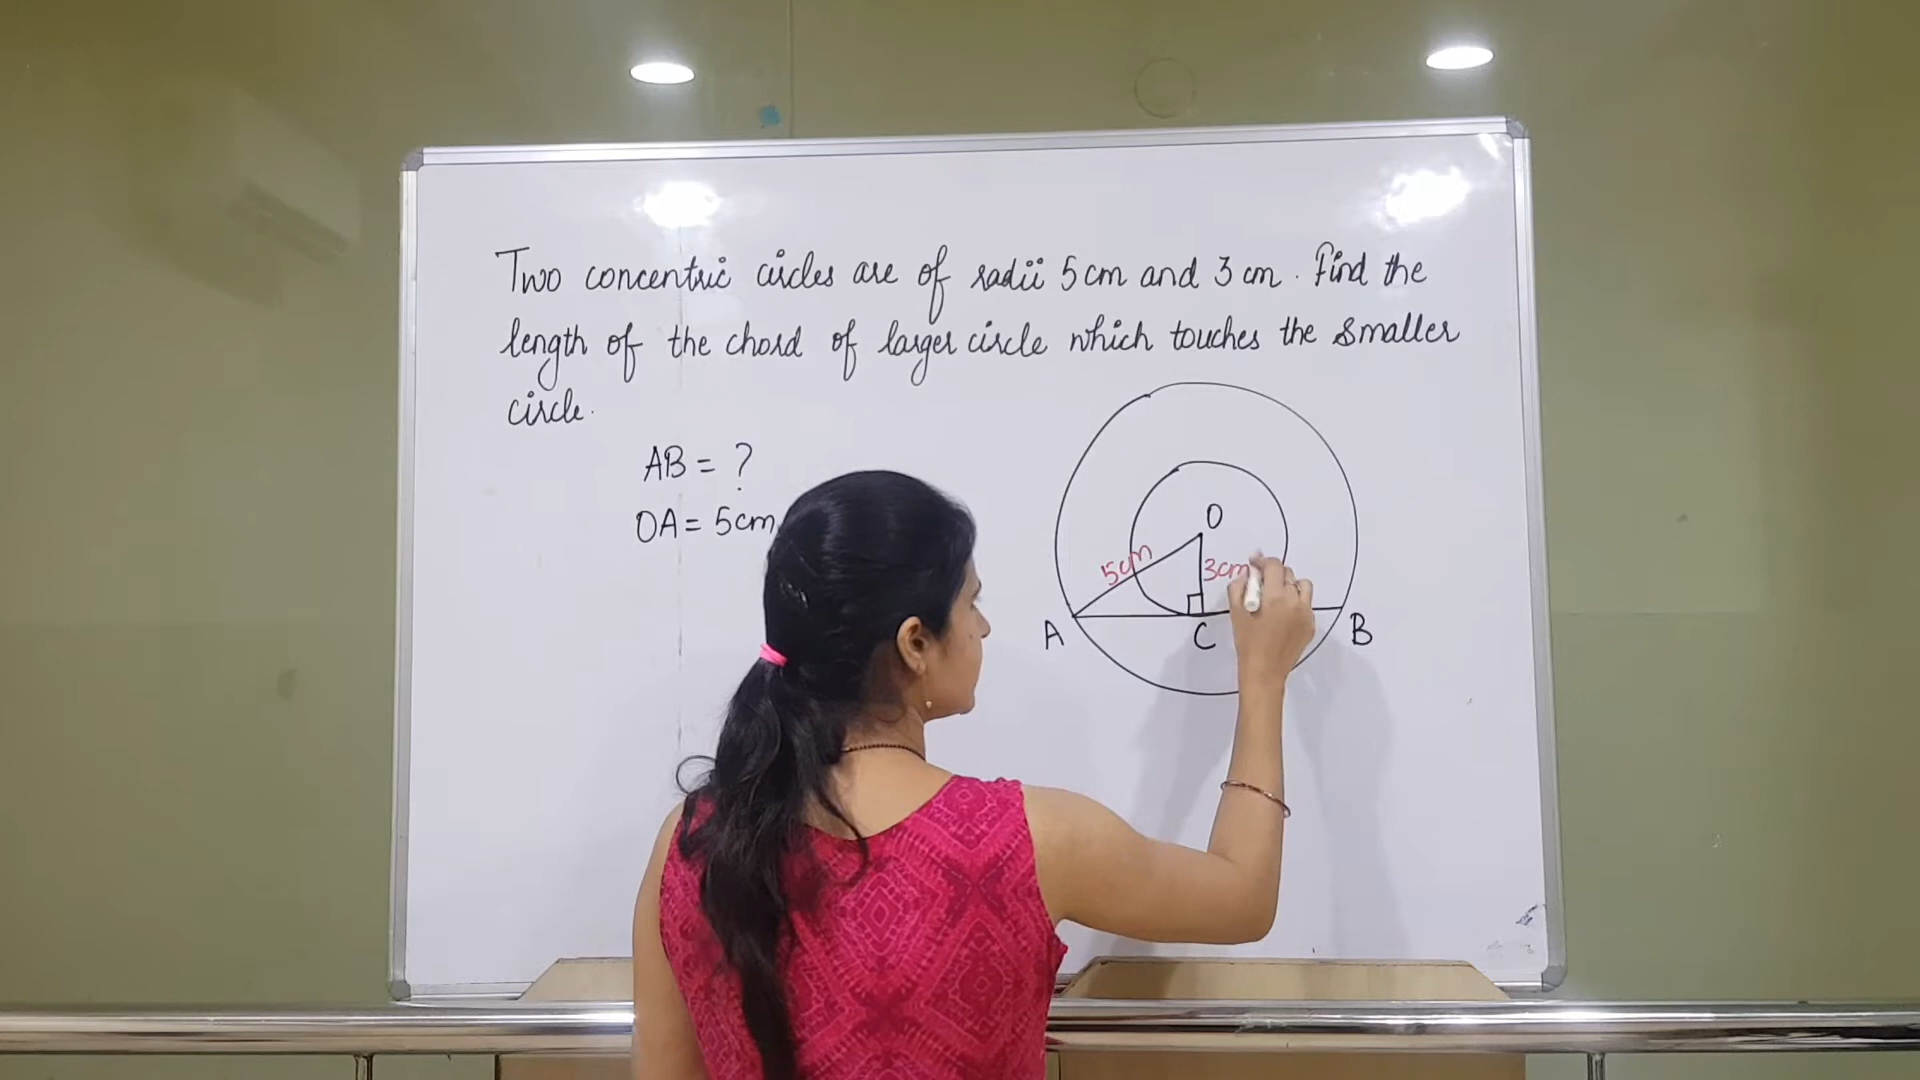 Two concentric circles are of radii 5 cm and 3 cm. Find the
length of the chord of larger circle which touches the smaller
circle.
AB = ?
OA = 5cm
O
5cm
3cm
A
C
B